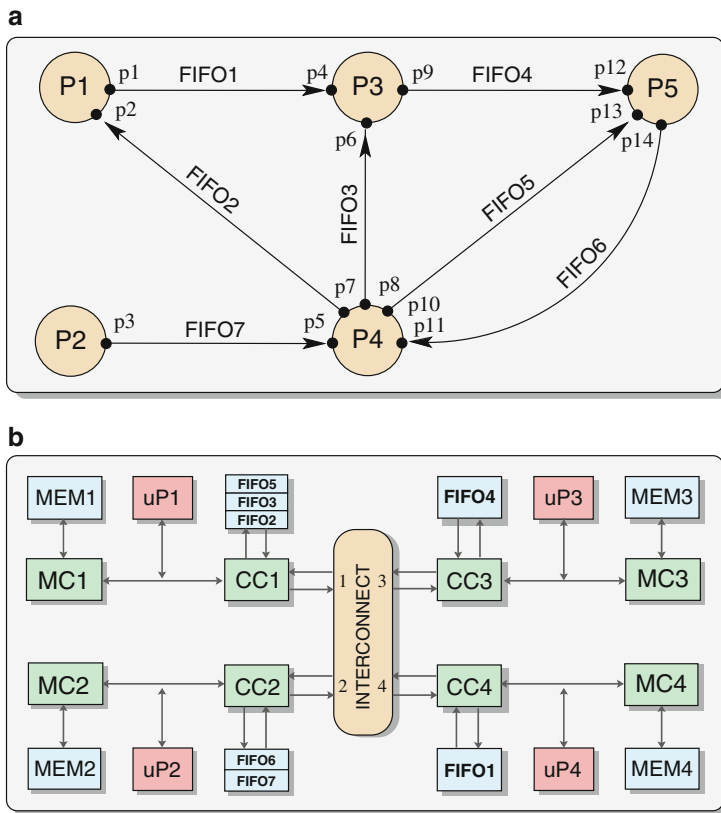 a
P1
p1
FIFO1
p4
P3
p9
FIFO4
p12
P5
p2
p6
p13
p14
FIFO2
FIFO3
FIFO5
FIFO6
p7
p8
p10
P2
p3
FIFO7
p5
P4
p11
b
MEM1
uP1
FIFO5
FIFO3
FIFO2
FIFO4
uP3
MEM3
MC1
CC1
1
3
CC3
MC3
INTERCONNECT
MC2
CC2
2
4
CC4
MC4
MEM2
uP2
FIFO6
FIFO7
FIFO1
uP4
MEM4